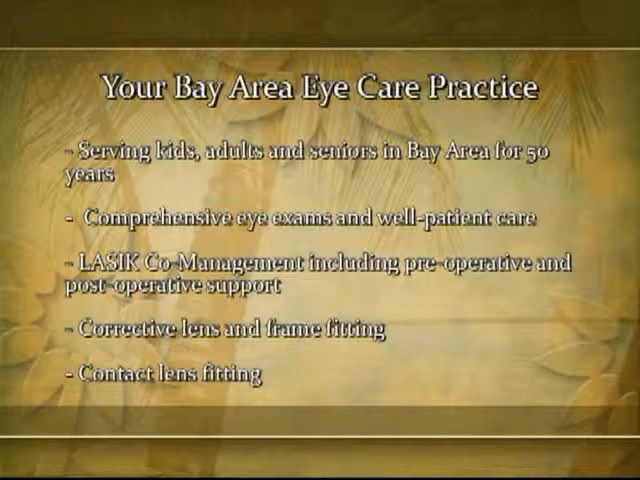 Your Bay Area Eye Care Practice
- Serving kids, adults and seniors in Bay Area for 50
years
- Comprehensive eye exams and well-patient care
- LASIK Co-Management including pre-operative and
post-operative support
- Corrective lens and frame fitting
- Contact lens fitting